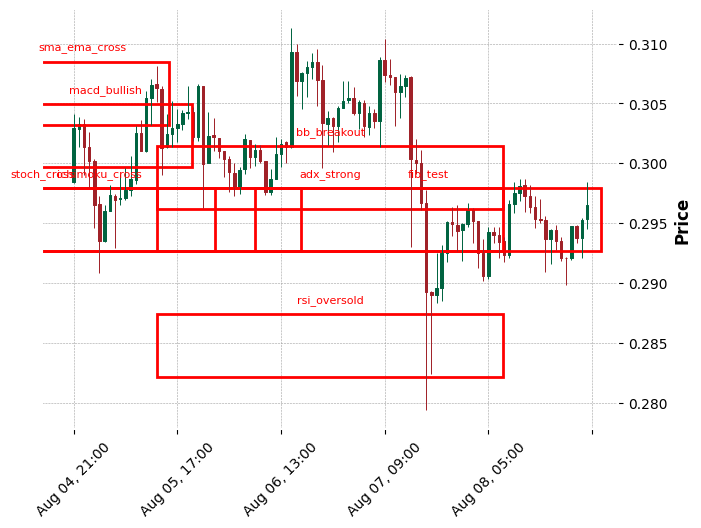 sma_ema_cross
macd_bullish
bb_breakout
stoch_cross
ichimoku_cross
adx_strong
fib_test
rsi_oversold
0.310
0.305
0.300
0.295
0.290
0.285
0.280
Price
Aug 04, 21:00
Aug 05, 17:00
Aug 06, 13:00
Aug 07, 09:00
Aug 08, 05:00